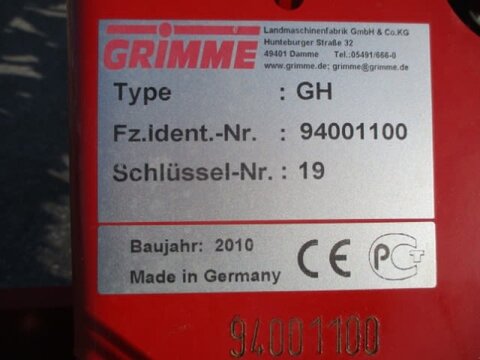 GRIMME
Landmaschinenfabrik GmbH & Co.KG
Hunteburger Straße 32
49401 Damme Tel.:05491/666-0
www.grimme.de; grimme@grimme.de
Type : GH
Fz.ident.-Nr. : 94001100
Schlüssel-Nr. : 19
Baujahr: 2010
Made in Germany
CE
PCT
94001100